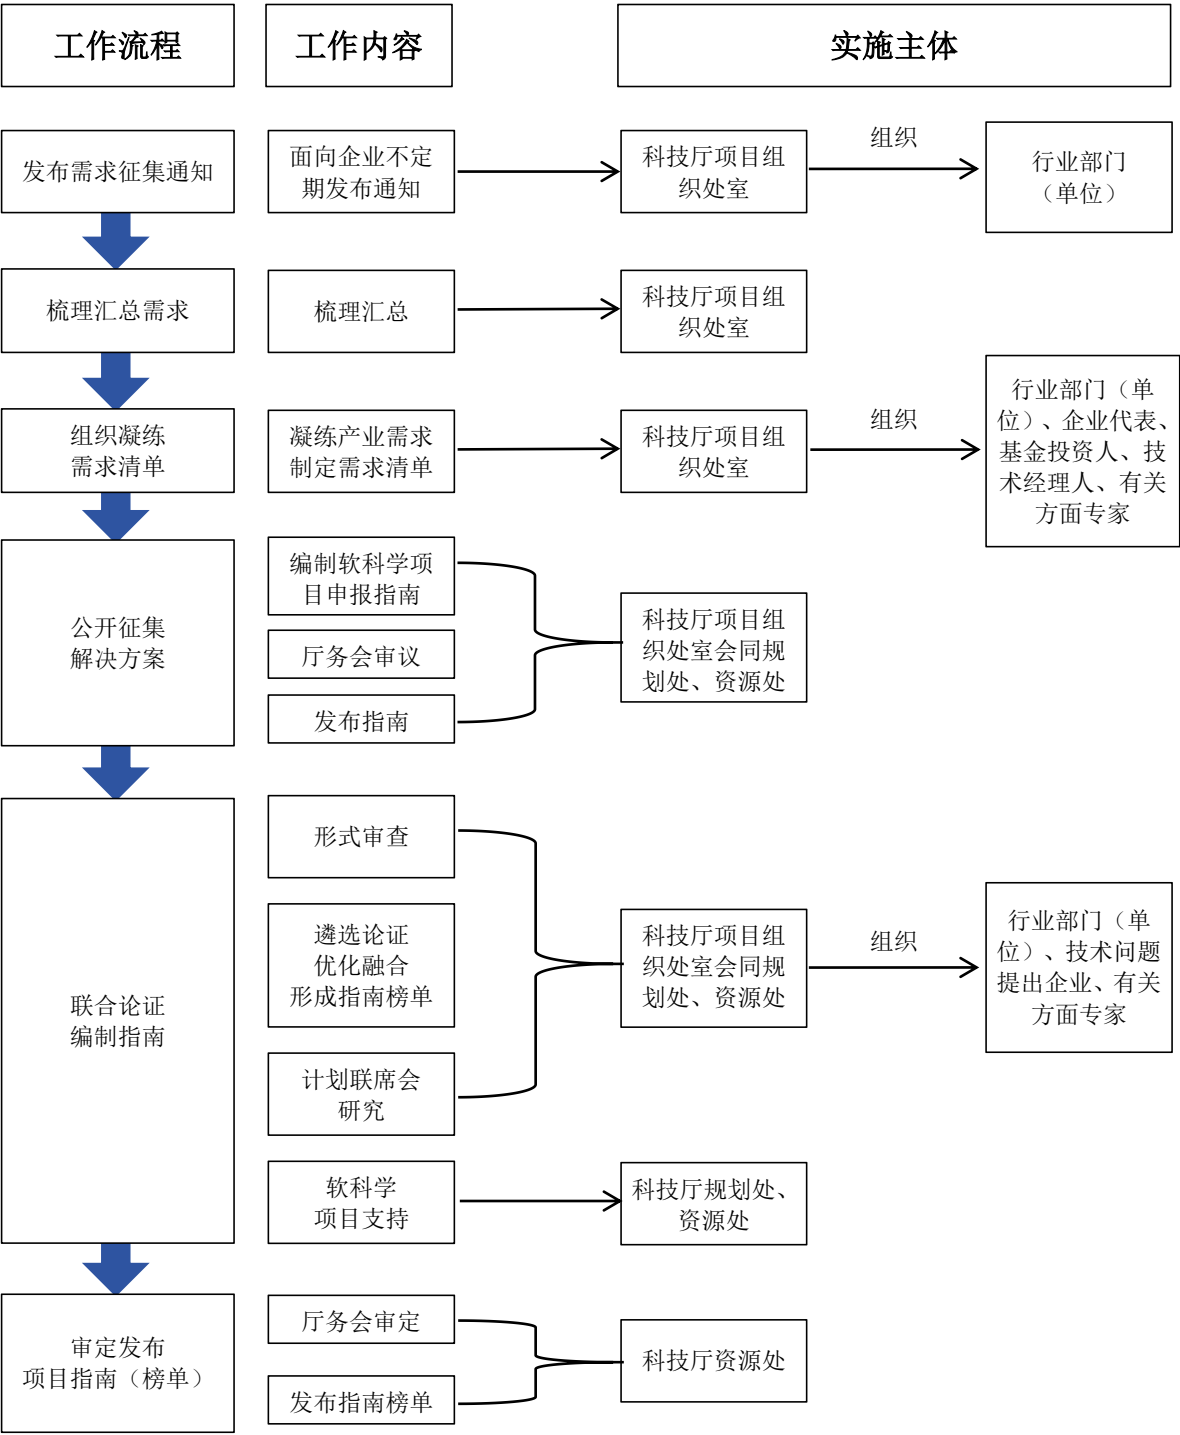 工作流程
工作内容
实施主体
发布需求征集通知
面向企业不定
期发布通知
科技厅项目组
织处室
组织
行业部门
（单位）
梳理汇总需求
梳理汇总
科技厅项目组
织处室
组织凝练
需求清单
凝练产业需求
制定需求清单
科技厅项目组
织处室
组织
行业部门（单
位）、企业代表、
基金投资人、技
术经理人、有关
方面专家
公开征集
解决方案
编制软科学项
目申报指南
厅务会审议
发布指南
科技厅项目组
织处室会同规
划处、资源处
联合论证
编制指南
形式审查
遴选论证
优化融合
形成指南榜单
计划联席会
研究
科技厅项目组
织处室会同规
划处、资源处
组织
行业部门（单
位）、技术问题
提出企业、有关
方面专家
软科学
项目支持
科技厅规划处、
资源处
审定发布
项目指南（榜单）
厅务会审定
发布指南榜单
科技厅资源处